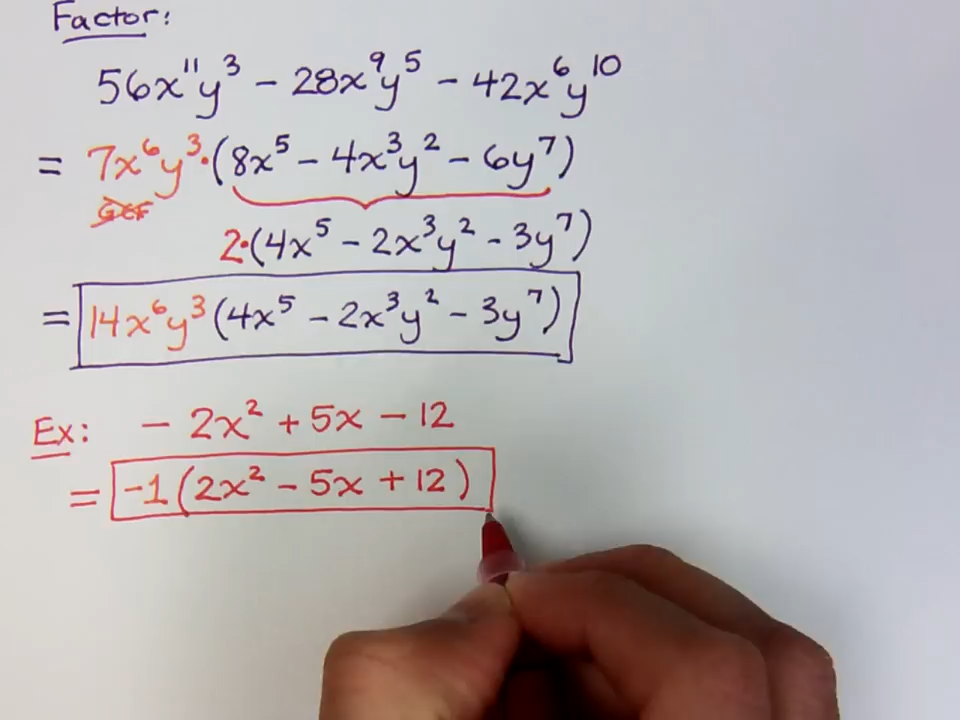 Factor:
56x¹¹y³ − 28x⁹y⁵ − 42x⁶y¹⁰
= 7x⁶y³·(8x⁵ − 4x³y² − 6y⁷)
GCF
2·(4x⁵ − 2x³y² − 3y⁷)
= 14x⁶y³(4x⁵ − 2x³y² − 3y⁷)
Ex: − 2x² + 5x − 12
= -1(2x² − 5x + 12)